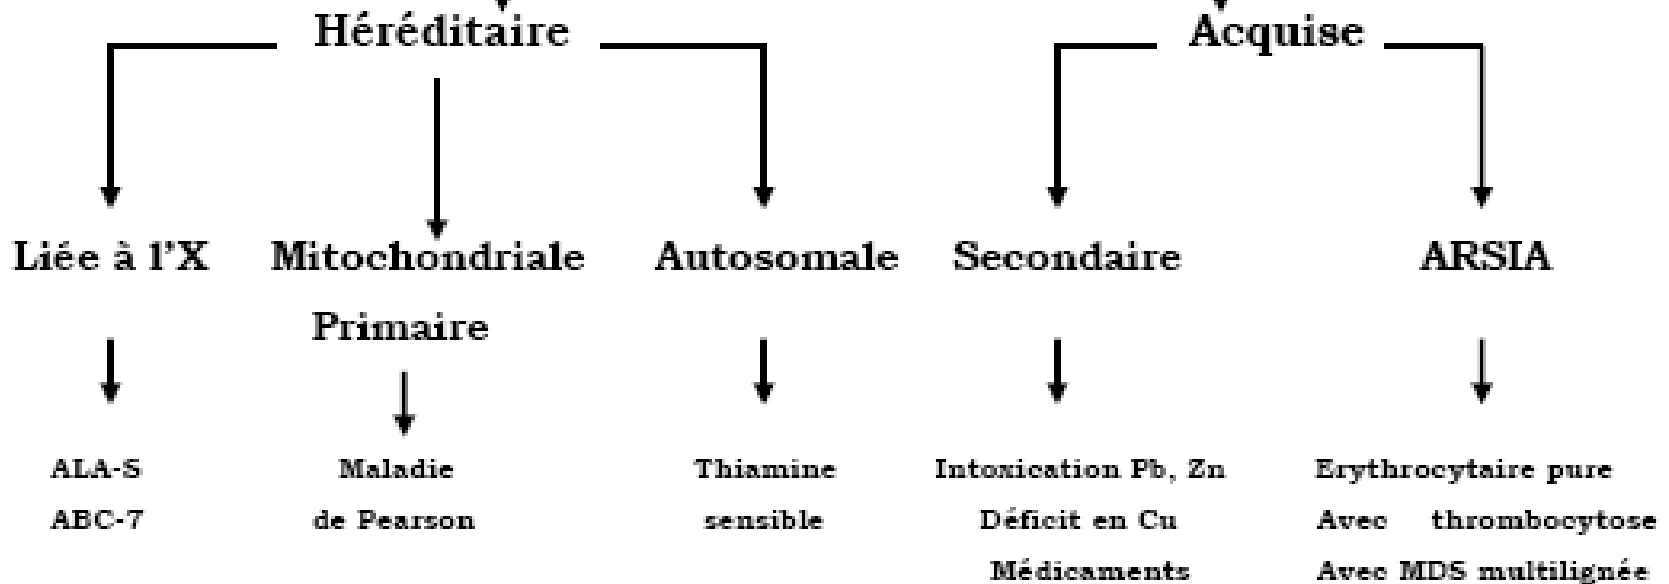 Héréditaire Acquise
Liée à l'X Mitochondriale Autosomale Secondaire ARSIA
Primaire
ALA-S Maladie Thiamine Intoxication Pb, Zn Erythrocytaire pure
ABC-7 de Pearson sensible Déficit en Cu Avec thrombocytose
Médicaments Avec MDS multilignée